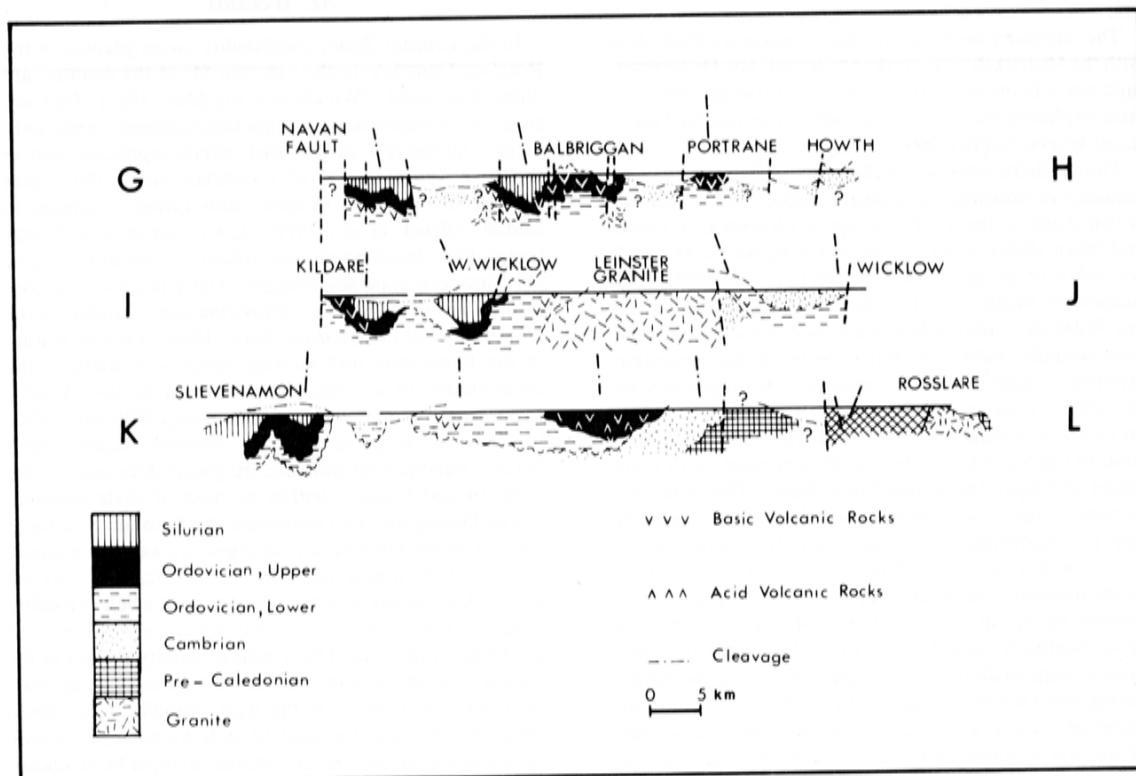 NAVAN
FAULT
BALBRIGGAN
PORTRANE
HOWTH
G
H
?
?
?
?
?
?
?
KILDARE
W. WICKLOW
LEINSTER
GRANITE
WICKLOW
I
J
SLIEVENAMON
?
ROSSLARE
K
?
L
Silurian
Ordovician, Upper
Ordovician, Lower
Cambrian
Pre - Caledonian
Granite
v v v Basic Volcanic Rocks
^ ^ ^ Acid Volcanic Rocks
Cleavage
0 5 km